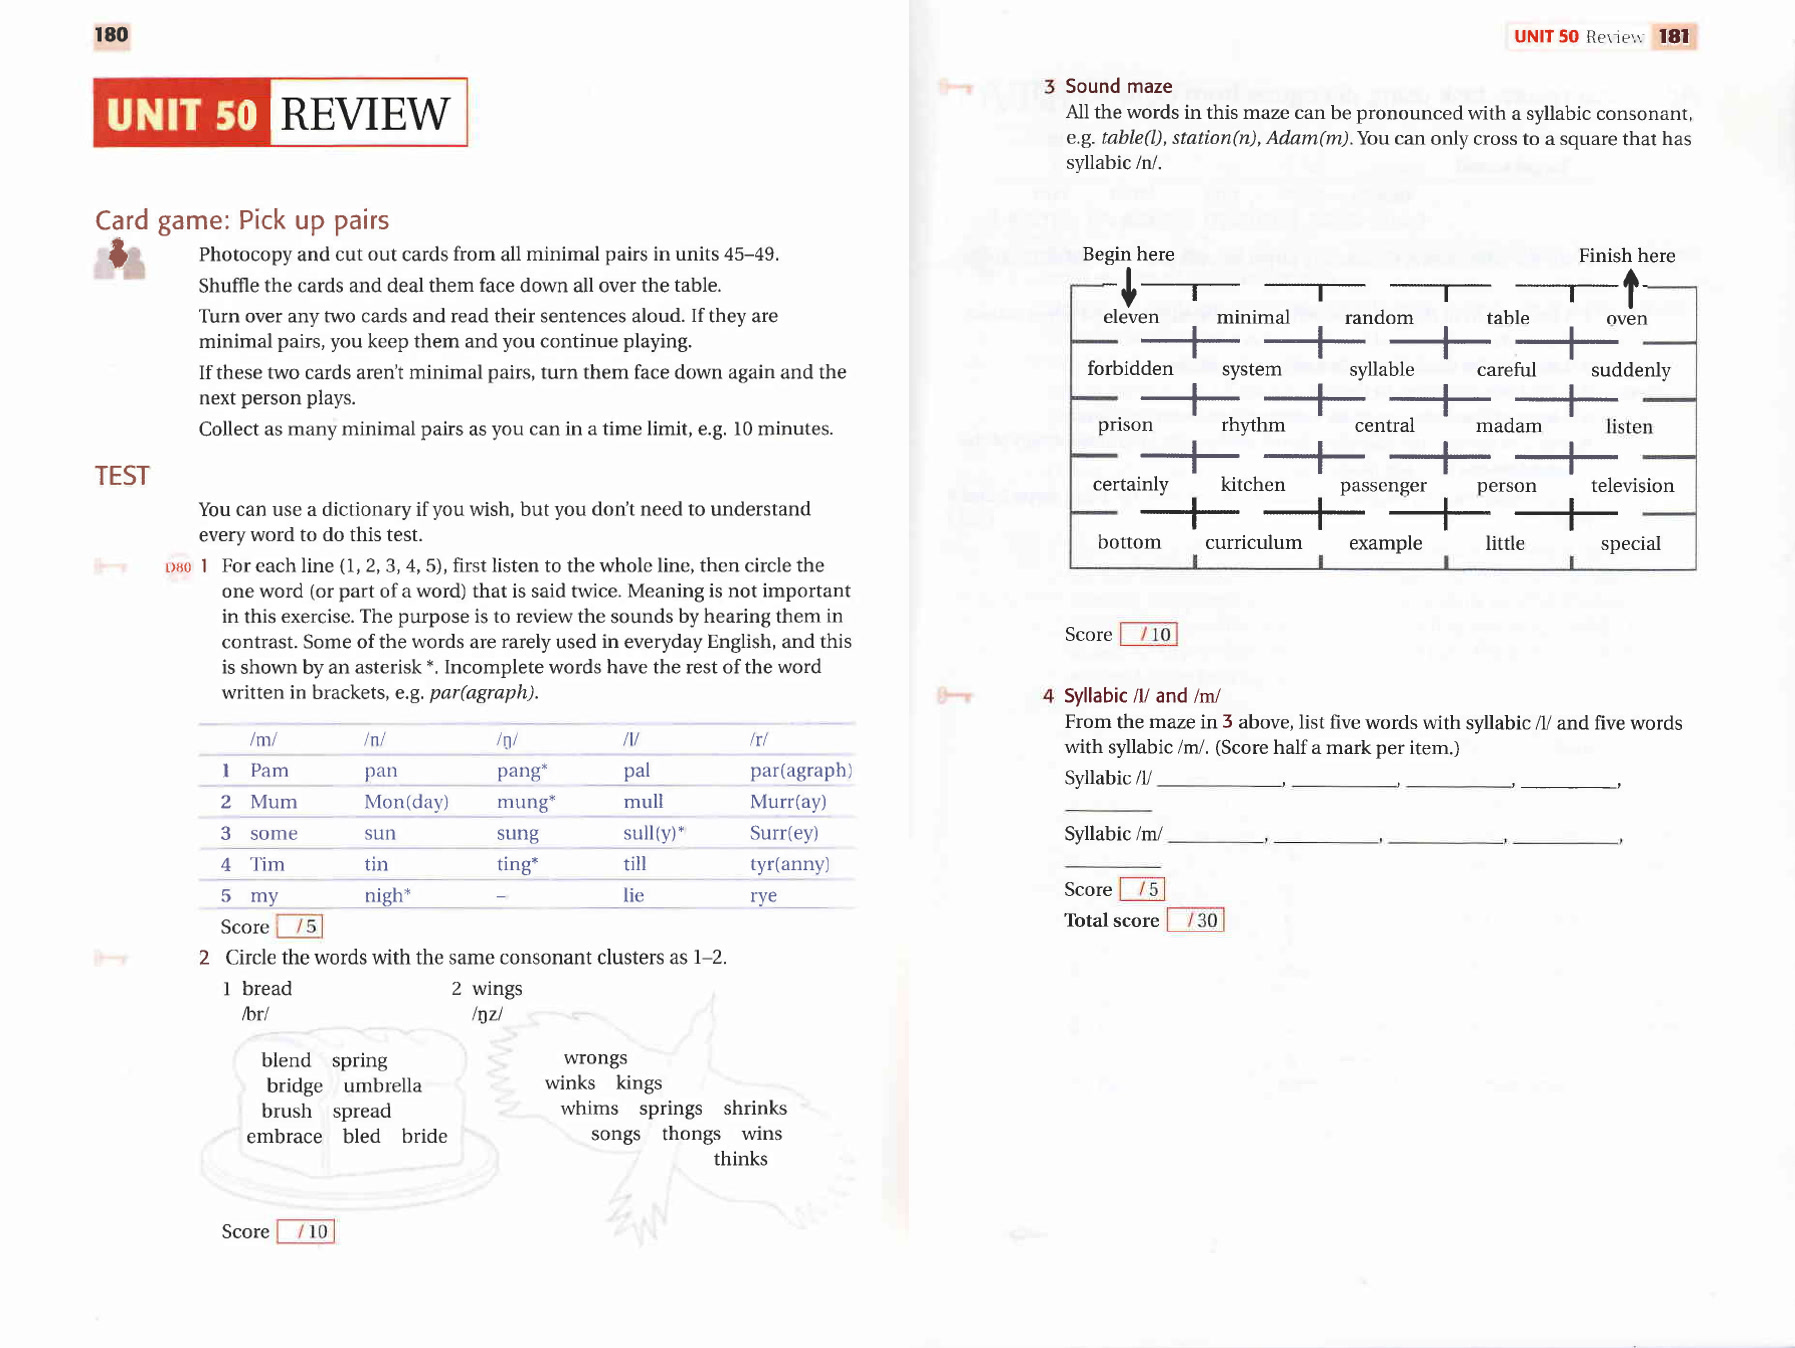 180
UNIT 50 REVIEW
Card game: Pick up pairs
Photocopy and cut out cards from all minimal pairs in units 45–49.
Shuffle the cards and deal them face down all over the table.
Turn over any two cards and read their sentences aloud. If they are
minimal pairs, you keep them and you continue playing.
If these two cards aren't minimal pairs, turn them face down again and the
next person plays.
Collect as many minimal pairs as you can in a time limit, e.g. 10 minutes.
TEST
You can use a dictionary if you wish, but you don't need to understand
every word to do this test.
D80 1 For each line (1, 2, 3, 4, 5), first listen to the whole line, then circle the
one word (or part of a word) that is said twice. Meaning is not important
in this exercise. The purpose is to review the sounds by hearing them in
contrast. Some of the words are rarely used in everyday English, and this
is shown by an asterisk *. Incomplete words have the rest of the word
written in brackets, e.g. par(agraph).
/m/ /n/ /ŋ/ /l/ /r/
1 Pam pan pang* pal par(agraph)
2 Mum Mon(day) mung* mull Murr(ay)
3 some sun sung sull(y)* Surr(ey)
4 Tim tin ting* till tyr(anny)
5 my nigh* – lie rye
Score / 5
2 Circle the words with the same consonant clusters as 1–2.
1 bread 2 wings
/br/ /ŋz/
blend spring
bridge umbrella
brush spread
embrace bled bride
wrongs
winks kings
whims springs shrinks
songs thongs wins
thinks
Score / 10
UNIT 50 Review 181
3 Sound maze
All the words in this maze can be pronounced with a syllabic consonant,
e.g. table(l), station(n), Adam(m). You can only cross to a square that has
syllabic /n/.
Begin here Finish here
eleven minimal random table oven
forbidden system syllable careful suddenly
prison rhythm central madam listen
certainly kitchen passenger person television
bottom curriculum example little special
Score / 10
4 Syllabic /l/ and /m/
From the maze in 3 above, list five words with syllabic /l/ and five words
with syllabic /m/. (Score half a mark per item.)
Syllabic /l/ __________, __________, __________, __________,
__________
Syllabic /m/ __________, __________, __________, __________,
__________
Score / 5
Total score / 30